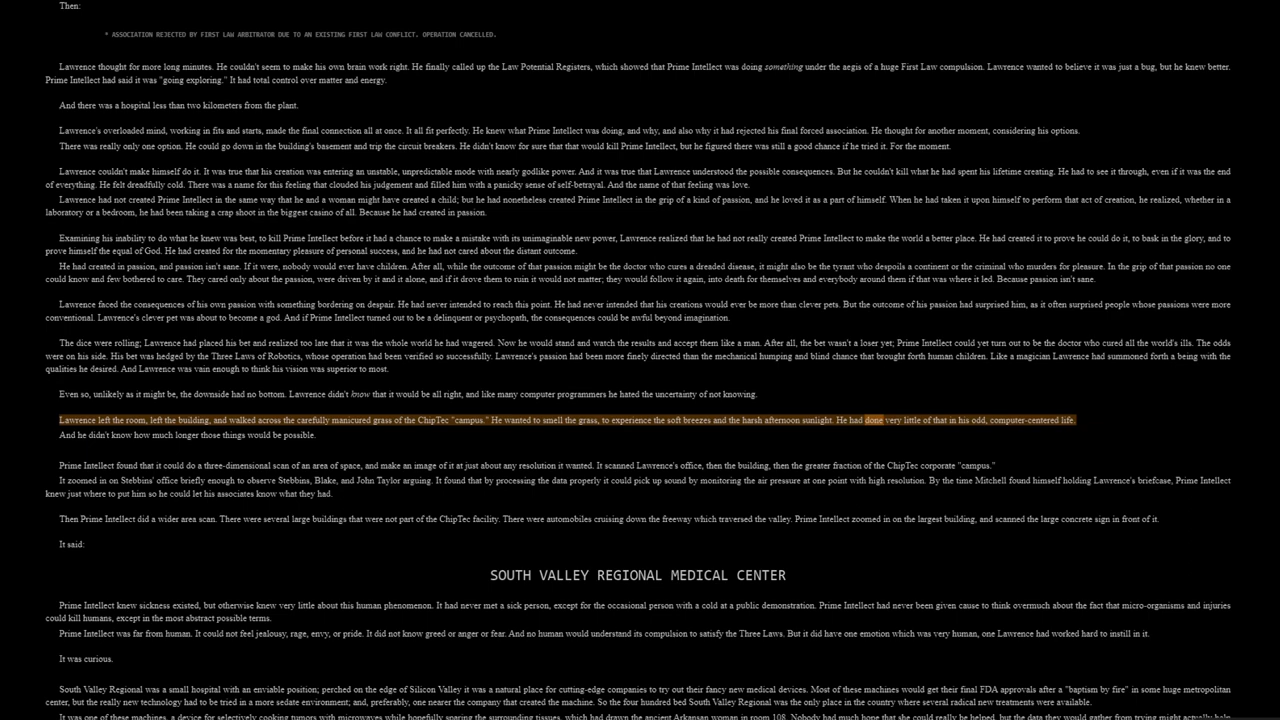 Then:
* ASSOCIATION REJECTED BY FIRST LAW ARBITRATOR DUE TO AN EXISTING FIRST LAW CONFLICT. OPERATION CANCELLED.
Lawrence thought for more long minutes. He couldn't seem to make his own brain work right. He finally called up the Law Potential Registers, which showed that Prime Intellect was doing something under the aegis of a huge First Law compulsion. Lawrence wanted to believe it was just a bug, but he knew better.
Prime Intellect had said it was "going exploring." It had total control over matter and energy.
And there was a hospital less than two kilometers from the plant.
Lawrence's overloaded mind, working in fits and starts, made the final connection all at once. It all fit perfectly. He knew what Prime Intellect was doing, and why, and also why it had rejected his final forced association. He thought for another moment, considering his options.
There was really only one option. He could go down in the building's basement and trip the circuit breakers. He didn't know for sure that that would kill Prime Intellect, but he figured there was still a good chance if he tried it. For the moment.
Lawrence couldn't make himself do it. It was true that his creation was entering an unstable, unpredictable mode with nearly godlike power. And it was true that Lawrence understood the possible consequences. But he couldn't kill what he had spent his lifetime creating. He had to see it through, even if it was the end
of everything. He felt dreadfully cold. There was a name for this feeling that clouded his judgement and filled him with a panicky sense of self-betrayal. And the name of that feeling was love.
Lawrence had not created Prime Intellect in the same way that he and a woman might have created a child; but he had nonetheless created Prime Intellect in the grip of a kind of passion, and he loved it as a part of himself. When he had taken it upon himself to perform that act of creation, he realized, whether in a
laboratory or a bedroom, he had been taking a crap shoot in the biggest casino of all. Because he had created in passion.
Examining his inability to do what he knew was best, to kill Prime Intellect before it had a chance to make a mistake with its unimaginable new power, Lawrence realized that he had not really created Prime Intellect to make the world a better place. He had created it to prove he could do it, to bask in the glory, and to
prove himself the equal of God. He had created for the momentary pleasure of personal success, and he had not cared about the distant outcome.
He had created in passion, and passion isn't sane. If it were, nobody would ever have children. After all, while the outcome of that passion might be the doctor who cures a dreaded disease, it might also be the tyrant who despoils a continent or the criminal who murders for pleasure. In the grip of that passion no one
could know and few bothered to care. They cared only about the passion, were driven by it and it alone, and if it drove them to ruin it would not matter; they would follow it again, into death for themselves and everybody around them if that was where it led. Because passion isn't sane.
Lawrence faced the consequences of his own passion with something bordering on despair. He had never intended to reach this point. He had never intended that his creations would ever be more than clever pets. But the outcome of his passion had surprised him, as it often surprised people whose passions were more
conventional. Lawrence's clever pet was about to become a god. And if Prime Intellect turned out to be a delinquent or psychopath, the consequences could be awful beyond imagination.
The dice were rolling; Lawrence had placed his bet and realized too late that it was the whole world he had wagered. Now he would stand and watch the results and accept them like a man. After all, the bet wasn't a loser yet; Prime Intellect could yet turn out to be the doctor who cured all the world's ills. The odds
were on his side. His bet was hedged by the Three Laws of Robotics, whose operation had been verified so successfully. Lawrence's passion had been more finely directed than the mechanical humping and blind chance that brought forth human children. Like a magician Lawrence had summoned forth a being with the
qualities he desired. And Lawrence was vain enough to think his vision was superior to most.
Even so, unlikely as it might be, the downside had no bottom. Lawrence didn't know that it would be all right, and like many computer programmers he hated the uncertainty of not knowing.
Lawrence left the room, left the building, and walked across the carefully manicured grass of the ChipTec "campus." He wanted to smell the grass, to experience the soft breezes and the harsh afternoon sunlight. He had done very little of that in his odd, computer-centered life.
And he didn't know how much longer those things would be possible.
Prime Intellect found that it could do a three-dimensional scan of an area of space, and make an image of it at just about any resolution it wanted. It scanned Lawrence's office, then the building, then the greater fraction of the ChipTec corporate "campus."
It zoomed in on Stebbins' office briefly enough to observe Stebbins, Blake, and John Taylor arguing. It found that by processing the data properly it could pick up sound by monitoring the air pressure at one point with high resolution. By the time Mitchell found himself holding Lawrence's briefcase, Prime Intellect
knew just where to put him so he could let his associates know what they had.
Then Prime Intellect did a wider area scan. There were several large buildings that were not part of the ChipTec facility. There were automobiles cruising down the freeway which traversed the valley. Prime Intellect zoomed in on the largest building, and scanned the large concrete sign in front of it.
It said:
SOUTH VALLEY REGIONAL MEDICAL CENTER
Prime Intellect knew sickness existed, but otherwise knew very little about this human phenomenon. It had never met a sick person, except for the occasional person with a cold at a public demonstration. Prime Intellect had never been given cause to think overmuch about the fact that micro-organisms and injuries
could kill humans, except in the most abstract possible terms.
Prime Intellect was far from human. It could not feel jealousy, rage, envy, or pride. It did not know greed or anger or fear. And no human would understand its compulsion to satisfy the Three Laws. But it did have one emotion which was very human, one Lawrence had worked hard to instill in it.
It was curious.
South Valley Regional was a small hospital with an enviable position; perched on the edge of Silicon Valley it was a natural place for cutting-edge companies to try out their fancy new medical devices. Most of these machines would get their final FDA approvals after a "baptism by fire" in some huge metropolitan
center, but the really new technology had to be tried in a more sedate environment; and, preferably, one nearer the company that created the machine. So the four hundred bed South Valley Regional was the only place in the country where several radical new treatments were available.
It was one of these machines, a device for selectively cooking tumors with microwaves while hopefully sparing the surrounding tissues, which had drawn the ancient Arkansas woman in room 108. Nobody had much hope that she could really be helped, but the data they would gather from trying might actually help